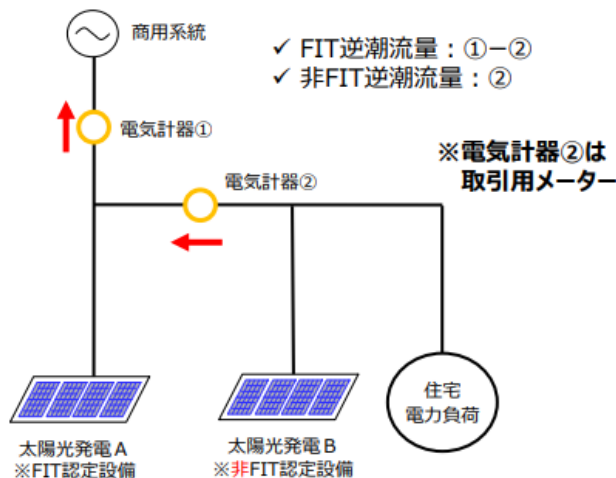 商用系統
✓ FIT逆潮流量：①－②
✓ 非FIT逆潮流量：②
電気計器①
※電気計器②は
取引用メーター
電気計器②
太陽光発電A
※FIT認定設備
太陽光発電B
※非FIT認定設備
住宅
電力負荷